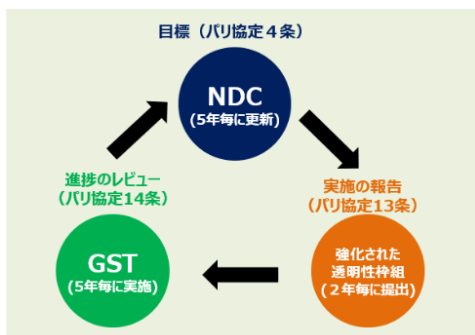 目標（パリ協定４条）
NDC
(5年毎に更新)
進捗のレビュー
（パリ協定14条）
GST
(5年毎に実施)
実施の報告
（パリ協定13条）
強化された
透明性枠組
(２年毎に提出)